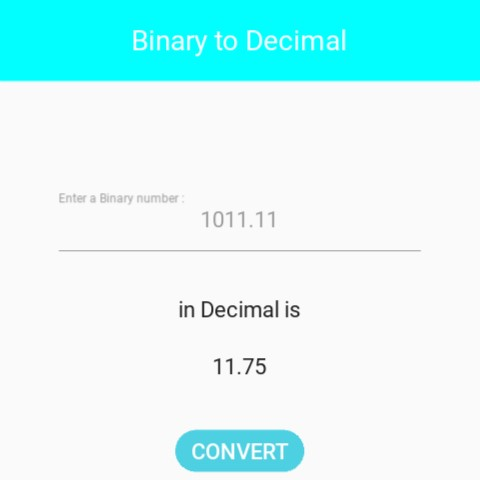 Binary to Decimal
Enter a Binary number :
1011.11
in Decimal is
11.75
CONVERT